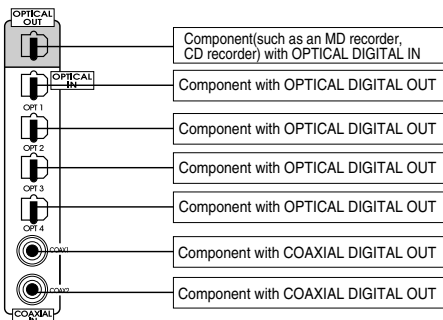 OPTICAL
OUT
Component(such as an MD recorder,
CD recorder) with OPTICAL DIGITAL IN
OPTICAL
IN
Component with OPTICAL DIGITAL OUT
OPT 1
Component with OPTICAL DIGITAL OUT
OPT 2
Component with OPTICAL DIGITAL OUT
OPT 3
Component with OPTICAL DIGITAL OUT
OPT 4
COAX1
Component with COAXIAL DIGITAL OUT
COAX2
Component with COAXIAL DIGITAL OUT
COAXIAL
IN